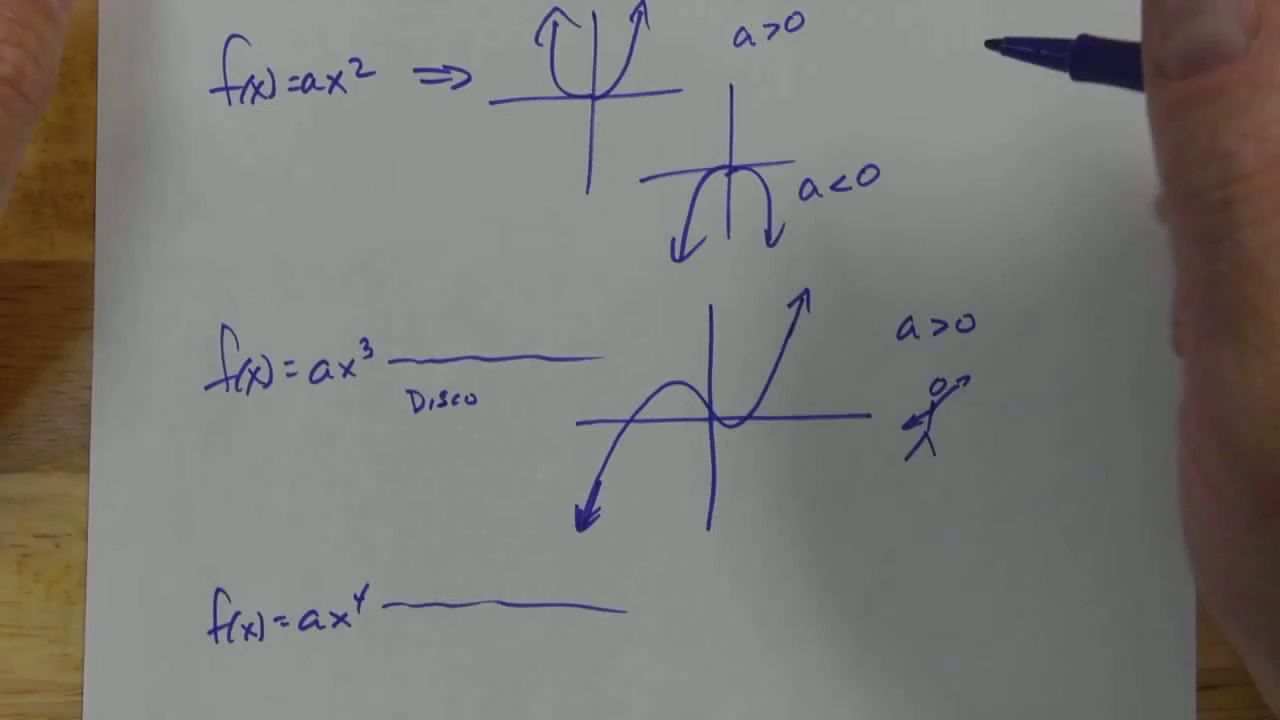 f(x)=ax² ⇒
a>0
a<0
f(x)=ax³
Disco
a>0
f(x)=ax⁴